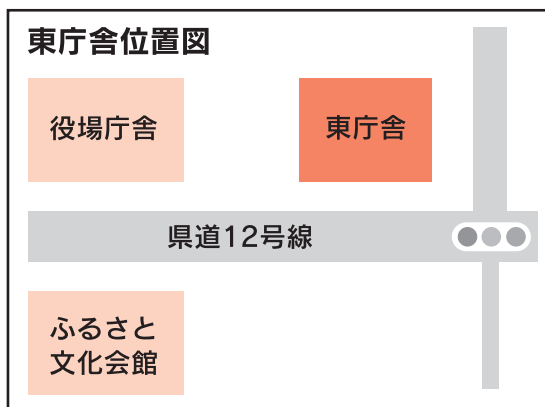 東庁舎位置図
役場庁舎
東庁舎
県道12号線
ふるさと
文化会館